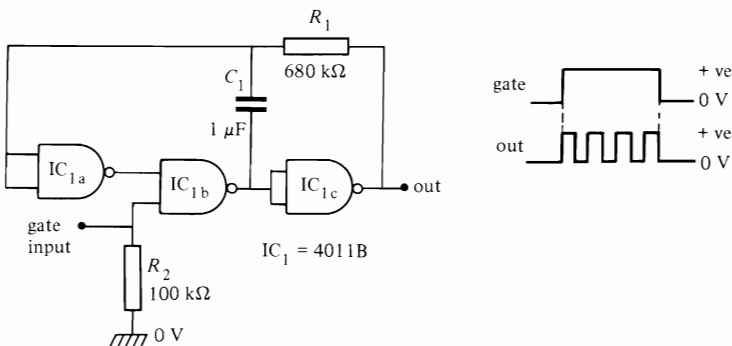 R1
680 kΩ
C1
1 μF
IC1a
IC1b
IC1c
out
gate
input
IC1 = 4011B
R2
100 kΩ
0 V
gate
+ ve
0 V
out
+ ve
0 V